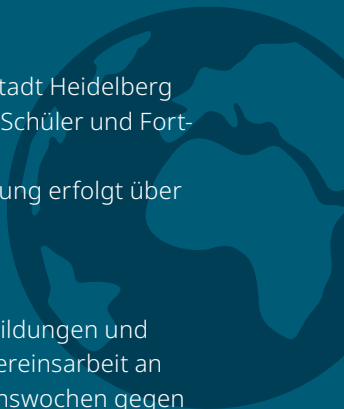 tadt Heidelberg
Schüler und Fort-
ung erfolgt über
ildungen und
ereinsarbeit an
nswochen gegen